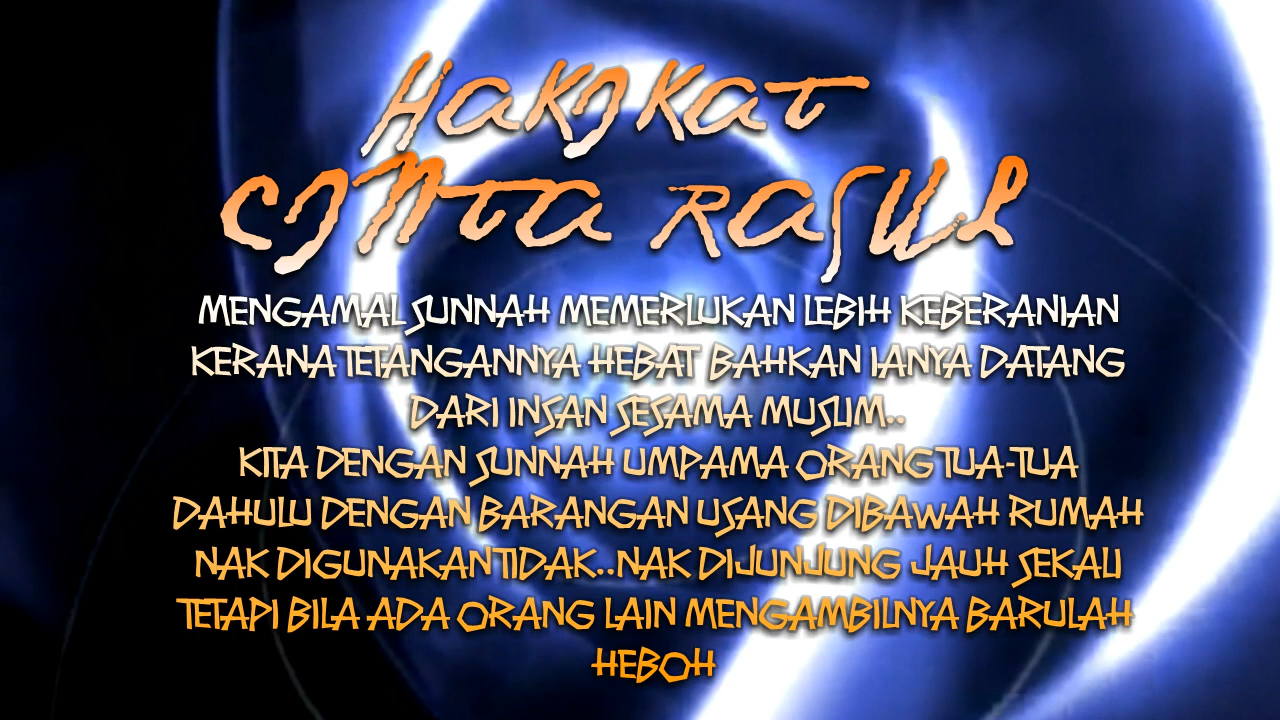 HaKIKat
CINTa RaSUL
MENGAMAL SUNNAH MEMERLUKAN LEBIH KEBERANIAN
KERANA TETANGANNYA HEBAT BAHKAN IANYA DATANG
DARI INSAN SESAMA MUSLIM..
KITA DENGAN SUNNAH UMPAMA ORANG TUA-TUA
DAHULU DENGAN BARANGAN USANG DIBAWAH RUMAH
NAK DIGUNAKAN TIDAK..NAK DIJUNJUNG JAUH SEKALI
TETAPI BILA ADA ORANG LAIN MENGAMBILNYA BARULAH
HEBOH